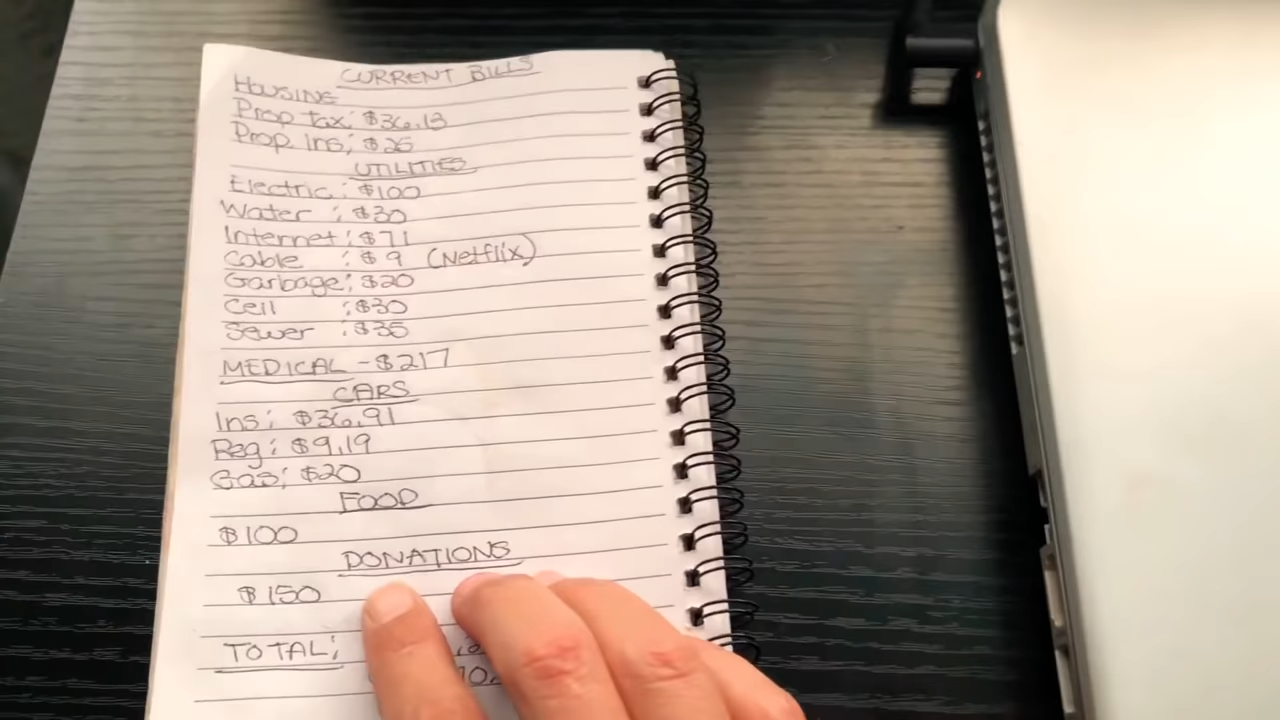 CURRENT BILLS
HOUSING
Prop tax: $36.13
Prop Ins: $25
UTILITIES
Electric: $100
Water : $30
Internet: $71
Cable : $9 (Netflix)
Garbage: $20
Cell : $30
Sewer : $35
MEDICAL - $217
CARS
Ins: $36.91
Reg: $9.19
Gas: $20
FOOD
$100
DONATIONS
$150
TOTAL: